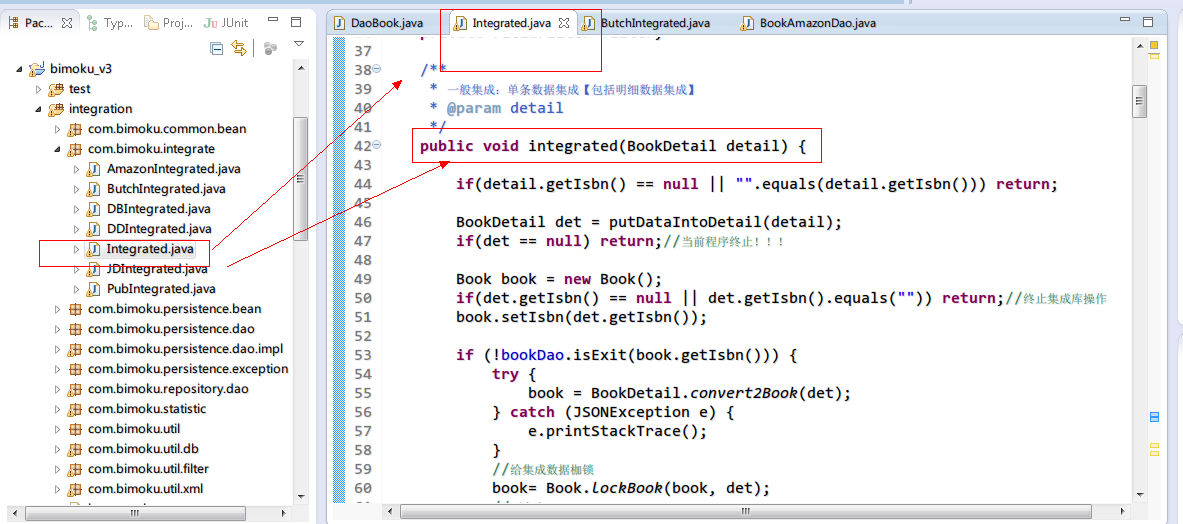 Pac...
Typ...
Proj...
JUnit
bimoku_v3
test
integration
com.bimoku.common.bean
com.bimoku.integrate
AmazonIntegrated.java
ButchIntegrated.java
DBIntegrated.java
DDIntegrated.java
Integrated.java
JDIntegrated.java
PubIntegrated.java
com.bimoku.persistence.bean
com.bimoku.persistence.dao
com.bimoku.persistence.dao.impl
com.bimoku.persistence.exception
com.bimoku.repository.dao
com.bimoku.statistic
com.bimoku.util
com.bimoku.util.db
com.bimoku.util.filter
com.bimoku.util.xml
DaoBook.java
Integrated.java
ButchIntegrated.java
BookAmazonDao.java
37
38 /**
39 * 一般集成：单条数据集成【包括明细数据集成】
40 * @param detail
41 */
42 public void integrated(BookDetail detail) {
43
44 if(detail.getIsbn() == null || "".equals(detail.getIsbn())) return;
45
46 BookDetail det = putDataIntoDetail(detail);
47 if(det == null) return;//当前程序终止！！！
48
49 Book book = new Book();
50 if(det.getIsbn() == null || det.getIsbn().equals("")) return;//终止集成库操作
51 book.setIsbn(det.getIsbn());
52
53 if (!bookDao.isExit(book.getIsbn())) {
54 try {
55 book = BookDetail.convert2Book(det);
56 } catch (JSONException e) {
57 e.printStackTrace();
58 }
59 //给集成数据枷锁
60 book= Book.LockBook(book, det);